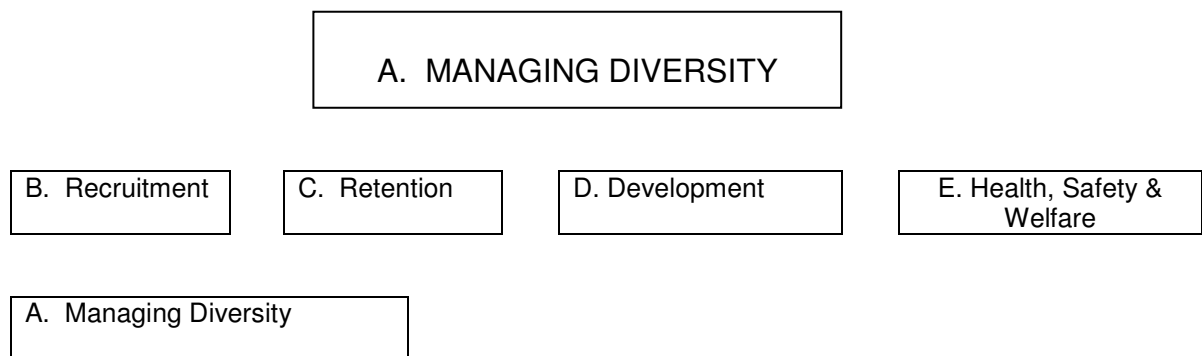 A. MANAGING DIVERSITY
B. Recruitment
C. Retention
D. Development
E. Health, Safety &
Welfare
A. Managing Diversity